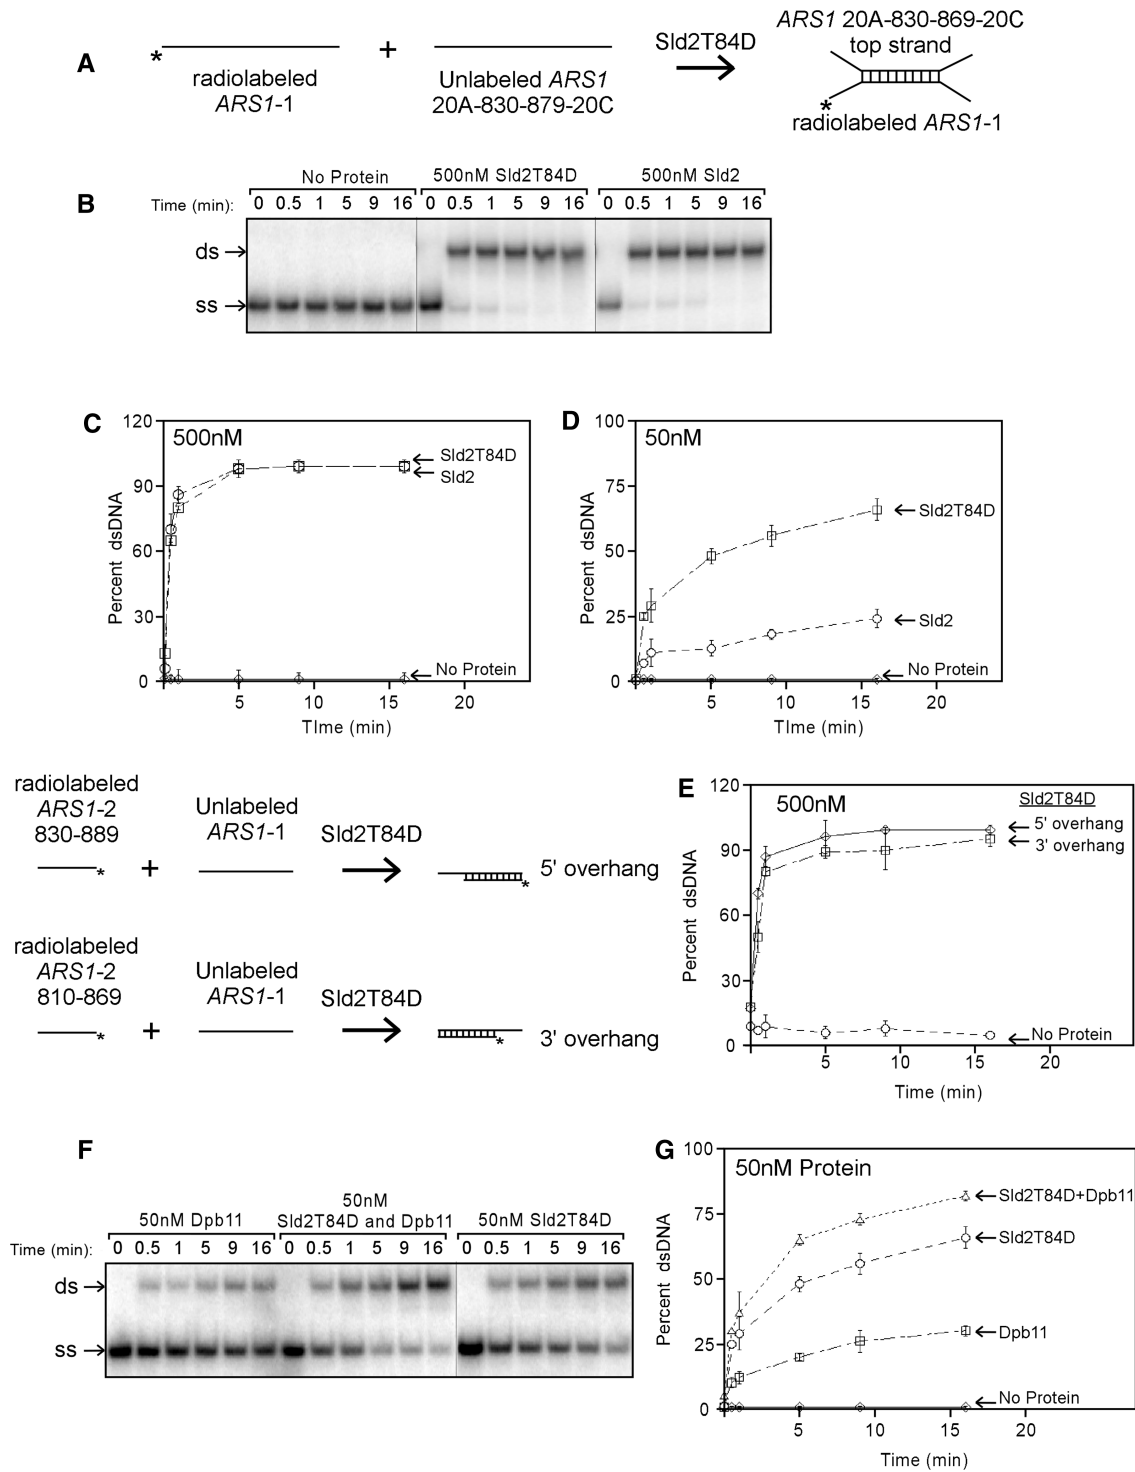 A
*
radiolabeled
ARS1-1
+
Unlabeled ARS1
20A-830-879-20C
Sld2T84D
ARS1 20A-830-869-20C
top strand
*
radiolabeled ARS1-1
B
No Protein
500nM Sld2T84D
500nM Sld2
Time (min): 0 0.5 1 5 9 16 0 0.5 1 5 9 16 0 0.5 1 5 9 16
ds
ss
C
500nM
Percent dsDNA
120
90
60
30
0
5 10 15 20
TIme (min)
Sld2T84D
Sld2
No Protein
D
50nM
Percent dsDNA
100
75
50
25
0
5 10 15 20
Time (min)
Sld2T84D
Sld2
No Protein
radiolabeled
ARS1-2
830-889
*
+
Unlabeled
ARS1-1
Sld2T84D
*
5' overhang
radiolabeled
ARS1-2
810-869
*
+
Unlabeled
ARS1-1
Sld2T84D
*
3' overhang
E
500nM
Percent dsDNA
120
90
60
30
0
5 10 15 20
Time (min)
Sld2T84D
5' overhang
3' overhang
No Protein
F
50nM Dpb11
50nM
Sld2T84D and Dpb11
50nM Sld2T84D
Time (min): 0 0.5 1 5 9 16 0 0.5 1 5 9 16 0 0.5 1 5 9 16
ds
ss
G
50nM Protein
Percent dsDNA
100
75
50
25
0
5 10 15 20
Time (min)
Sld2T84D+Dpb11
Sld2T84D
Dpb11
No Protein